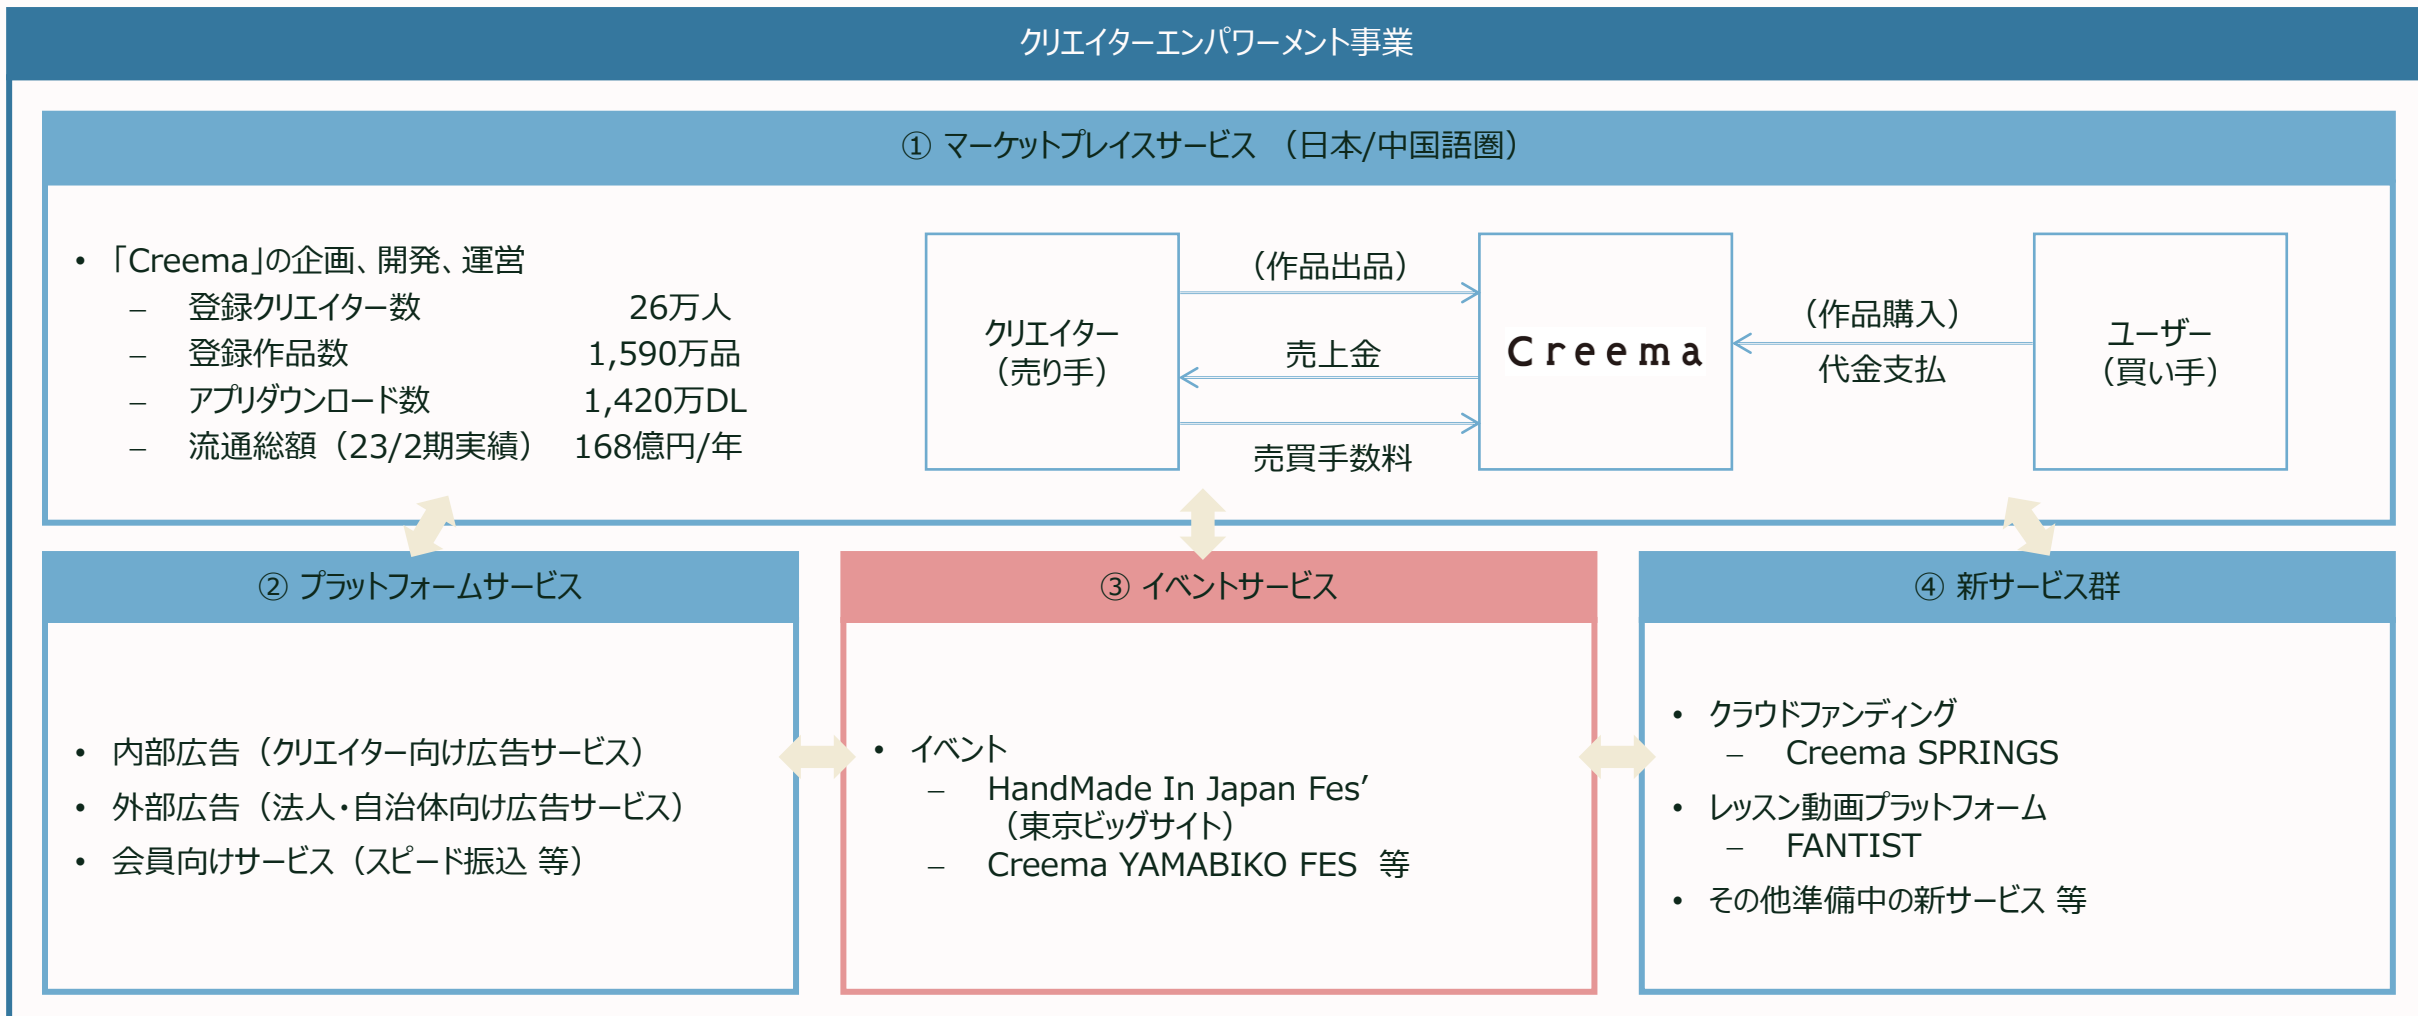 クリエイターエンパワーメント事業
① マーケットプレイスサービス （日本/中国語圏）
• 「Creema」の企画、開発、運営
– 登録クリエイター数 26万人
– 登録作品数 1,590万品
– アプリダウンロード数 1,420万DL
– 流通総額（23/2期実績） 168億円/年
クリエイター
（売り手）
（作品出品）
売上金
売買手数料
Creema
（作品購入）
代金支払
ユーザー
（買い手）
② プラットフォームサービス
• 内部広告（クリエイター向け広告サービス）
• 外部広告（法人・自治体向け広告サービス）
• 会員向けサービス（スピード振込 等）
③ イベントサービス
• イベント
– HandMade In Japan Fes’
（東京ビッグサイト）
– Creema YAMABIKO FES 等
④ 新サービス群
• クラウドファンディング
– Creema SPRINGS
• レッスン動画プラットフォーム
– FANTIST
• その他準備中の新サービス 等